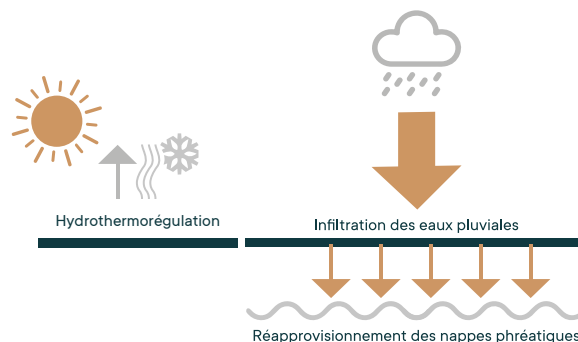 Hydrothermorégulation
Infiltration des eaux pluviales
Réapprovisionnement des nappes phréatiques